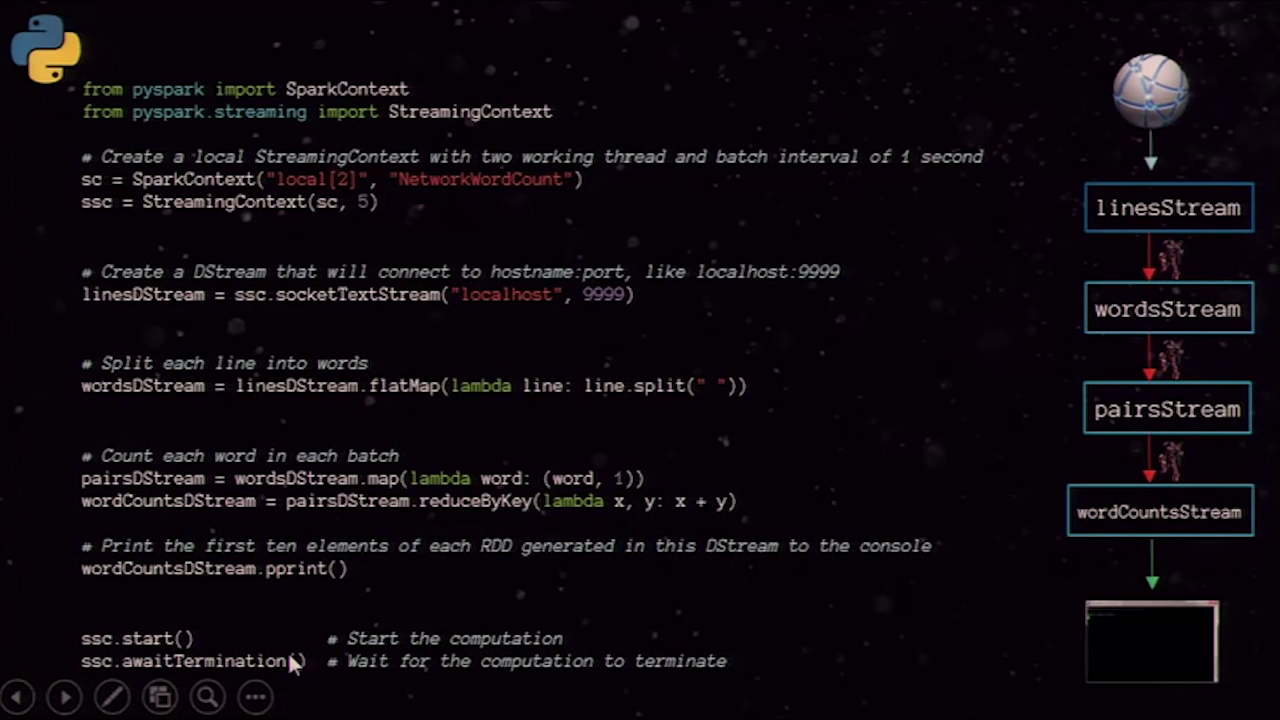 from pyspark import SparkContext
from pyspark.streaming import StreamingContext
# Create a local StreamingContext with two working thread and batch interval of 1 second
sc = SparkContext("local[2]", "NetworkWordCount")
ssc = StreamingContext(sc, 5)
# Create a DStream that will connect to hostname:port, like localhost:9999
linesDStream = ssc.socketTextStream("localhost", 9999)
# Split each line into words
wordsDStream = linesDStream.flatMap(lambda line: line.split(" "))
# Count each word in each batch
pairsDStream = wordsDStream.map(lambda word: (word, 1))
wordCountsDStream = pairsDStream.reduceByKey(lambda x, y: x + y)
# Print the first ten elements of each RDD generated in this DStream to the console
wordCountsDStream.pprint()
ssc.start() # Start the computation
ssc.awaitTermination() # Wait for the computation to terminate
linesStream
wordsStream
pairsStream
wordCountsStream